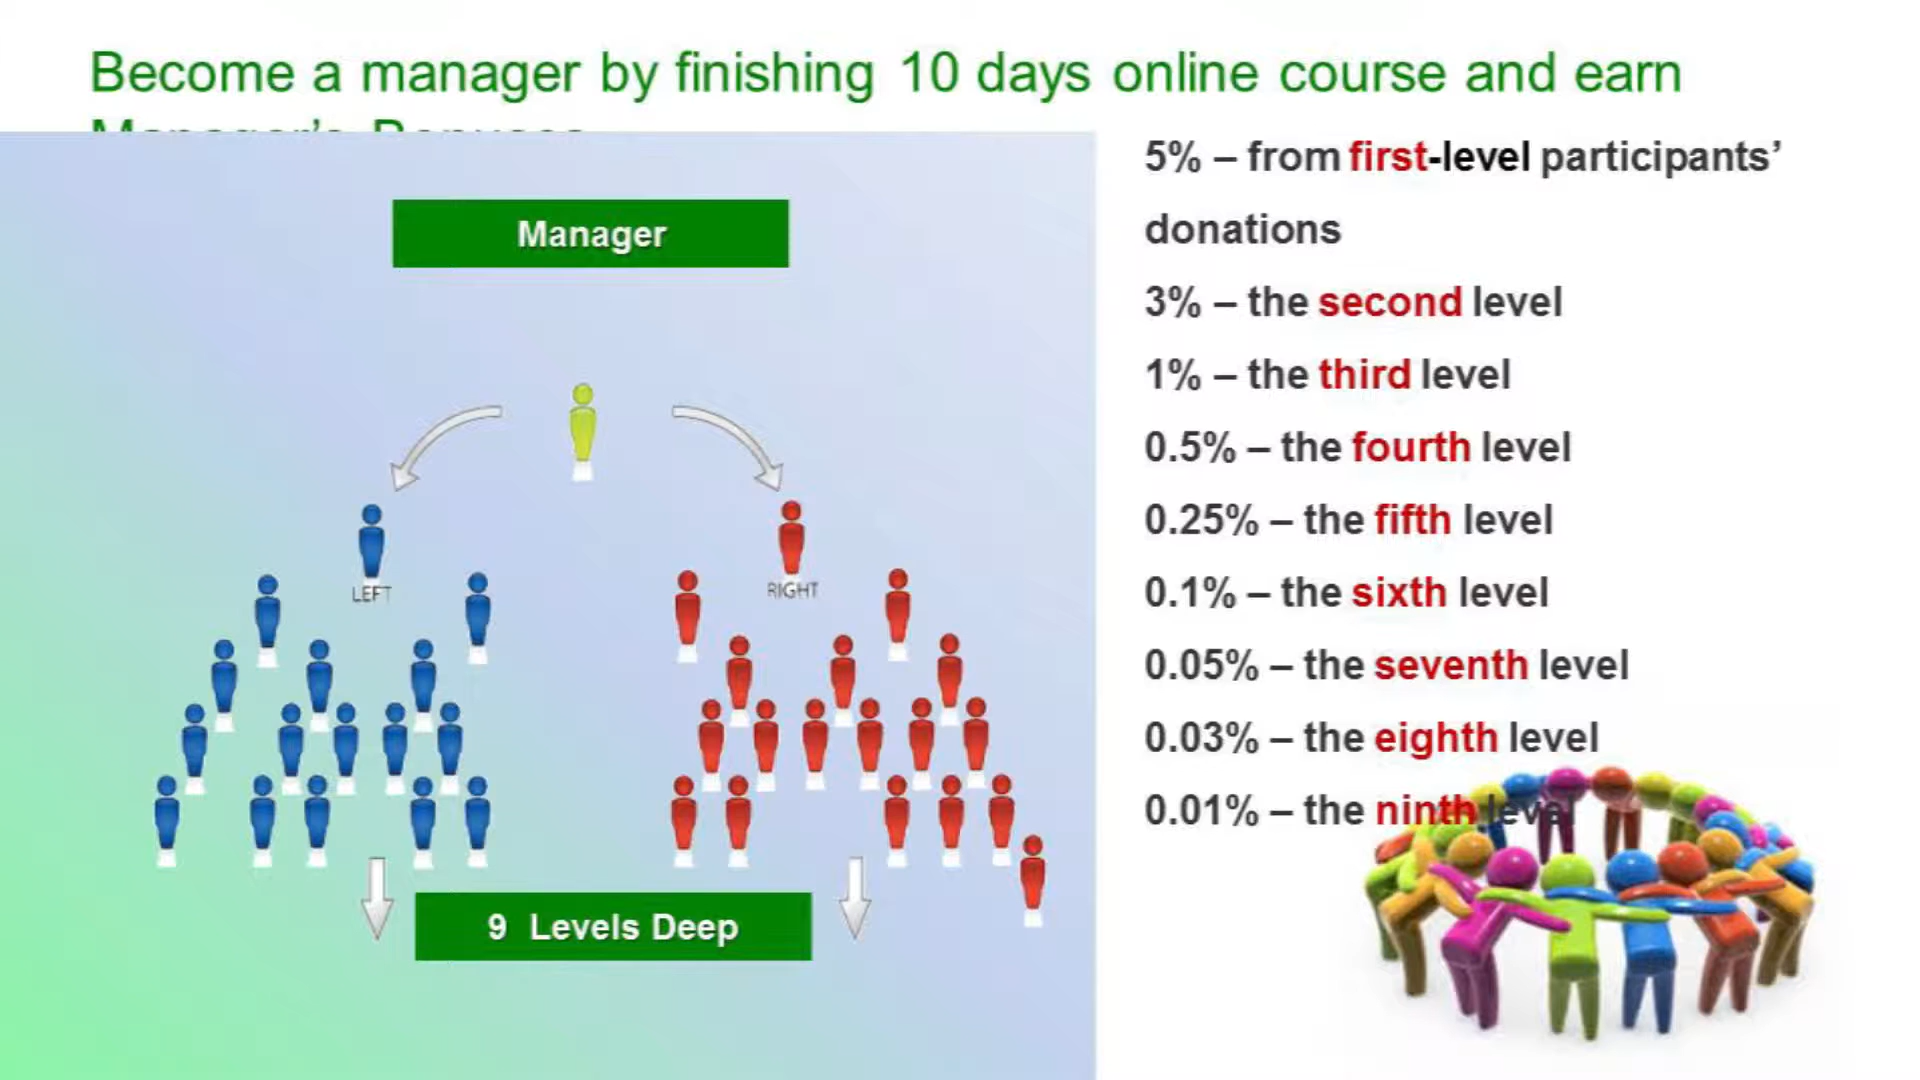 Become a manager by finishing 10 days online course and earn
Manager's Bonuses
Manager
LEFT
RIGHT
9 Levels Deep
5% – from first-level participants’
donations
3% – the second level
1% – the third level
0.5% – the fourth level
0.25% – the fifth level
0.1% – the sixth level
0.05% – the seventh level
0.03% – the eighth level
0.01% – the ninth level